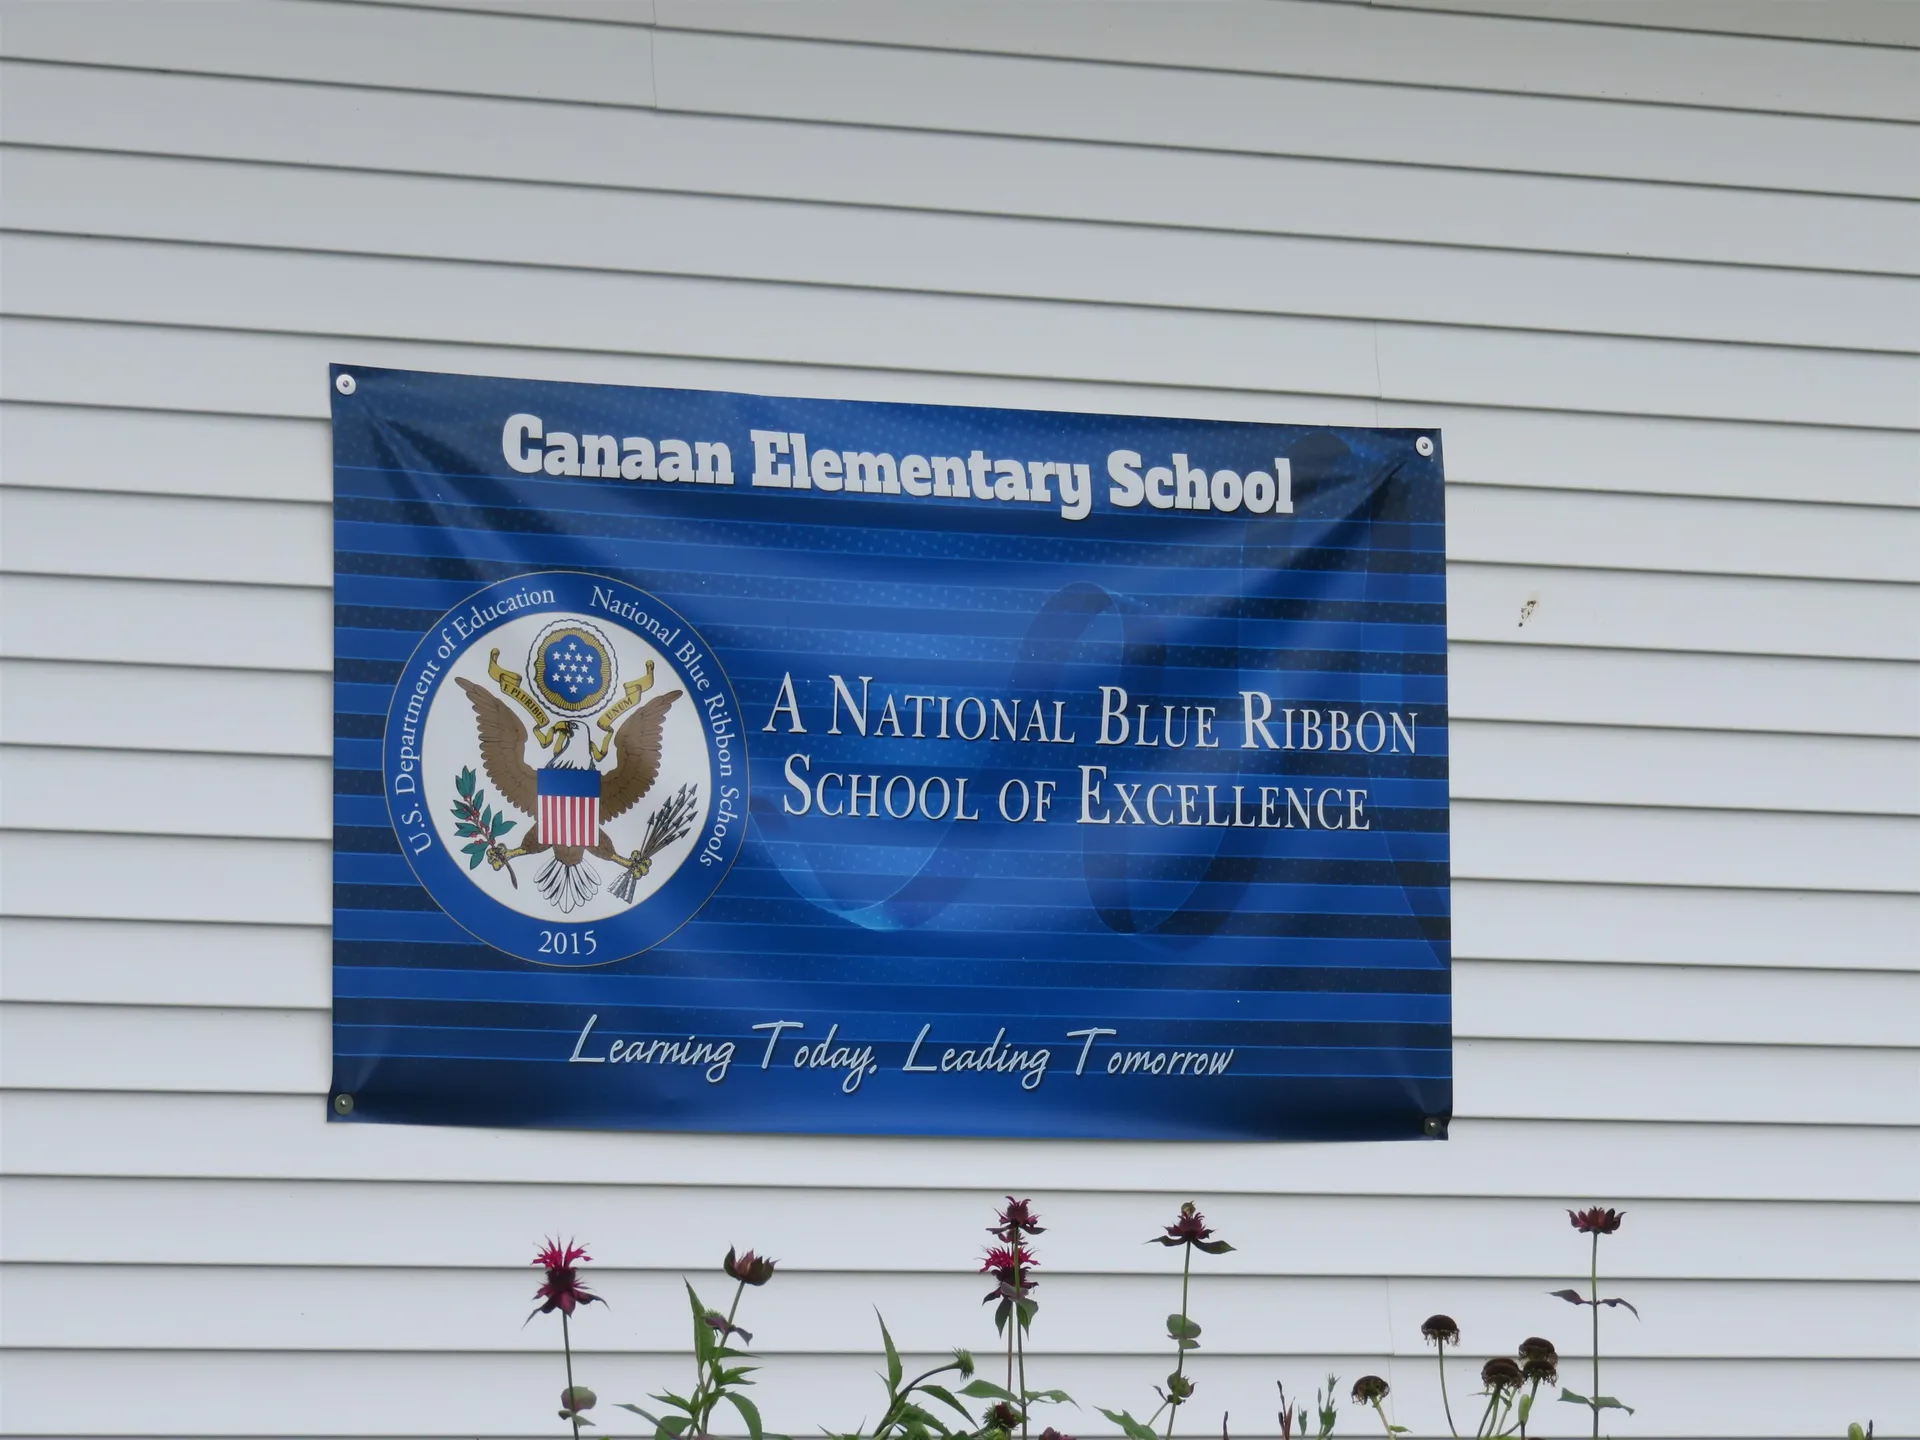 Canaan Elementary School
U.S. Department of Education
National Blue Ribbon Schools
E PLURIBUS UNUM
2015
A NATIONAL BLUE RIBBON
SCHOOL OF EXCELLENCE
Learning Today, Leading Tomorrow